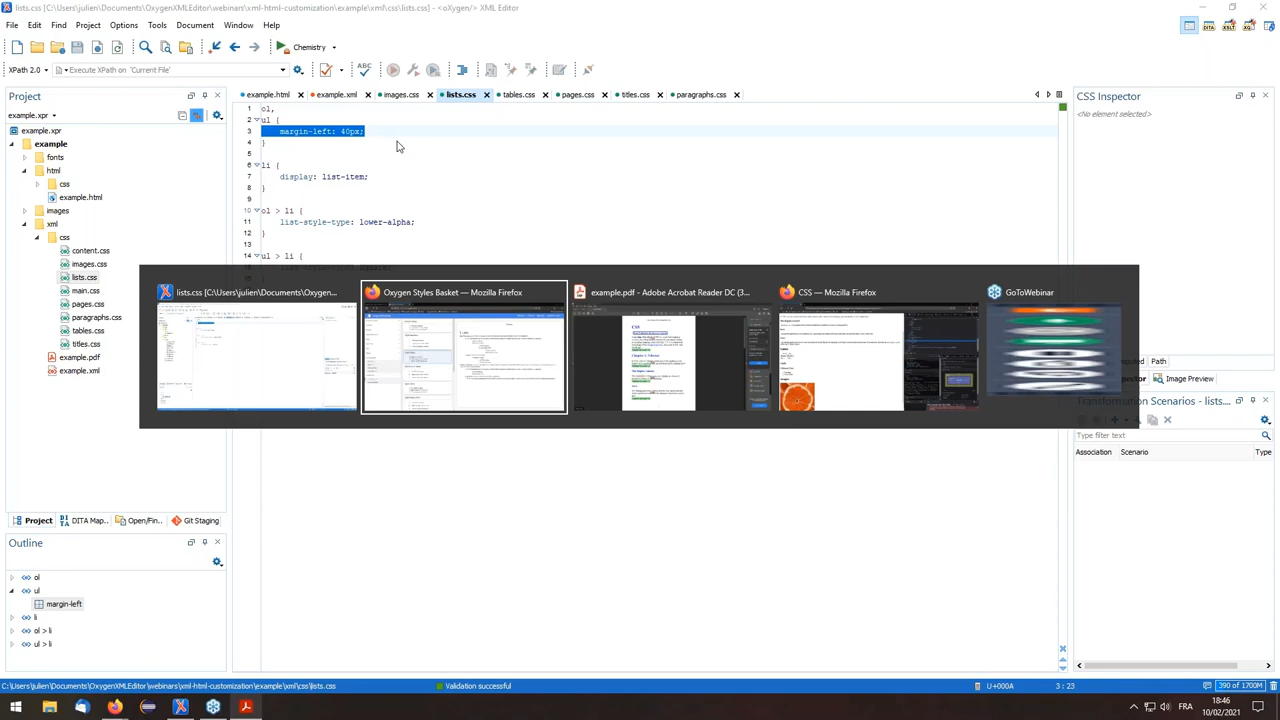 lists.css [C:\Users\julien\Documents\OxygenXMLEditor\webinars\xml-html-customization\example\xml\css\lists.css] - <oXygen/> XML Editor
File Edit Find Project Options Tools Document Window Help
Chemistry
XPath 2.0 Execute XPath on 'Current File'
Project
example.html example.xml images.css lists.css tables.css pages.css titles.css paragraphs.css
CSS Inspector
<No element selected>
example.xpr
example.xpr
example
fonts
html
css
example.html
images
xml
css
content.css
images.css
lists.css
main.css
pages.css
paragraphs.css
1 ol,
2 ul {
3 margin-left: 40px;
4 }
5
6 li {
7 display: list-item;
8 }
9
10 ol > li {
11 list-style-type: lower-alpha;
12 }
13
14 ul > li {
lists.css [C:\Users\julien\Documents\Oxygen...
Oxygen Styles Basket — Mozilla Firefox
example.pdf - Adobe Acrobat Reader DC (3...
CSS — Mozilla Firefox
GoToWebinar
Path
Image Preview
Transformation Scenarios - lists....
Type filter text
Association Scenario Type
Project DITA Map.. Open/Fin.. Git Staging
Outline
ol
ul
margin-left
li
ol > li
ul > li
C:\Users\julien\Documents\OxygenXMLEditor\webinars\xml-html-customization\example\xml\css\lists.css Validation successful U+000A 3 : 23 390 of 1700M
FR
18:46
10/02/2021